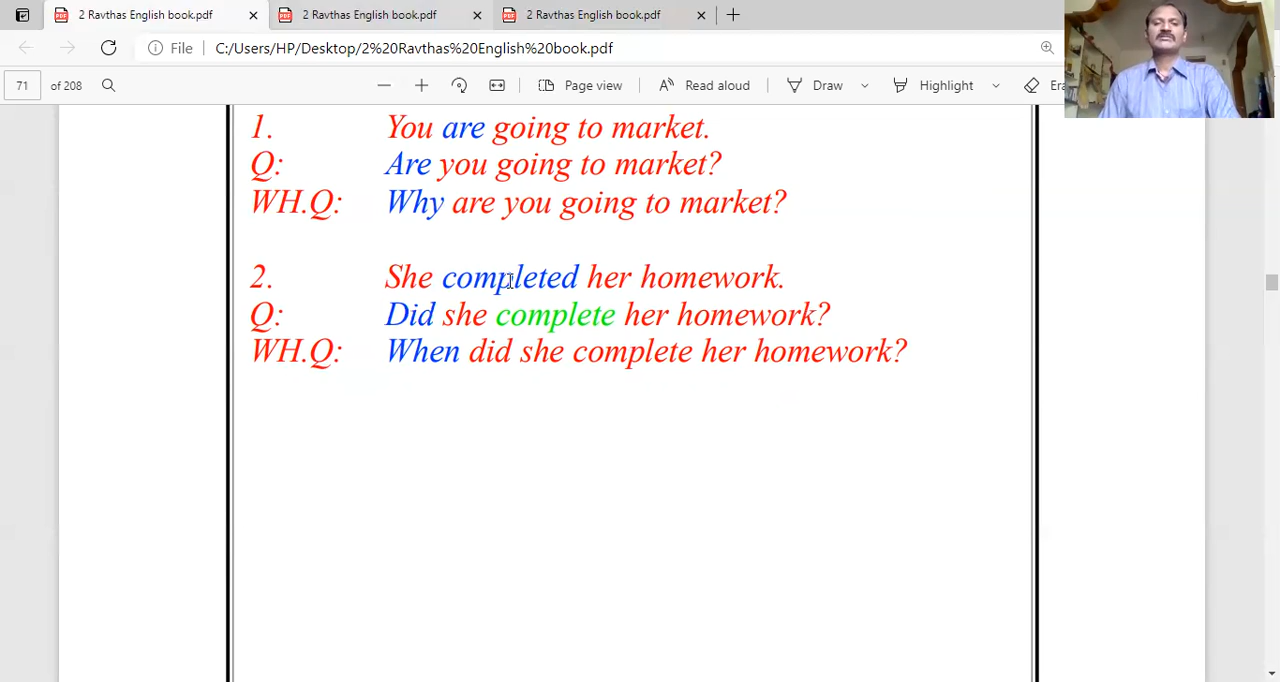 2 Ravthas English book.pdf
2 Ravthas English book.pdf
2 Ravthas English book.pdf
File
C:/Users/HP/Desktop/2%20Ravthas%20English%20book.pdf
71 of 208
Page view
Read aloud
Draw
Highlight
Era
1. You are going to market.
Q: Are you going to market?
WH.Q: Why are you going to market?
2. She completed her homework.
Q: Did she complete her homework?
WH.Q: When did she complete her homework?